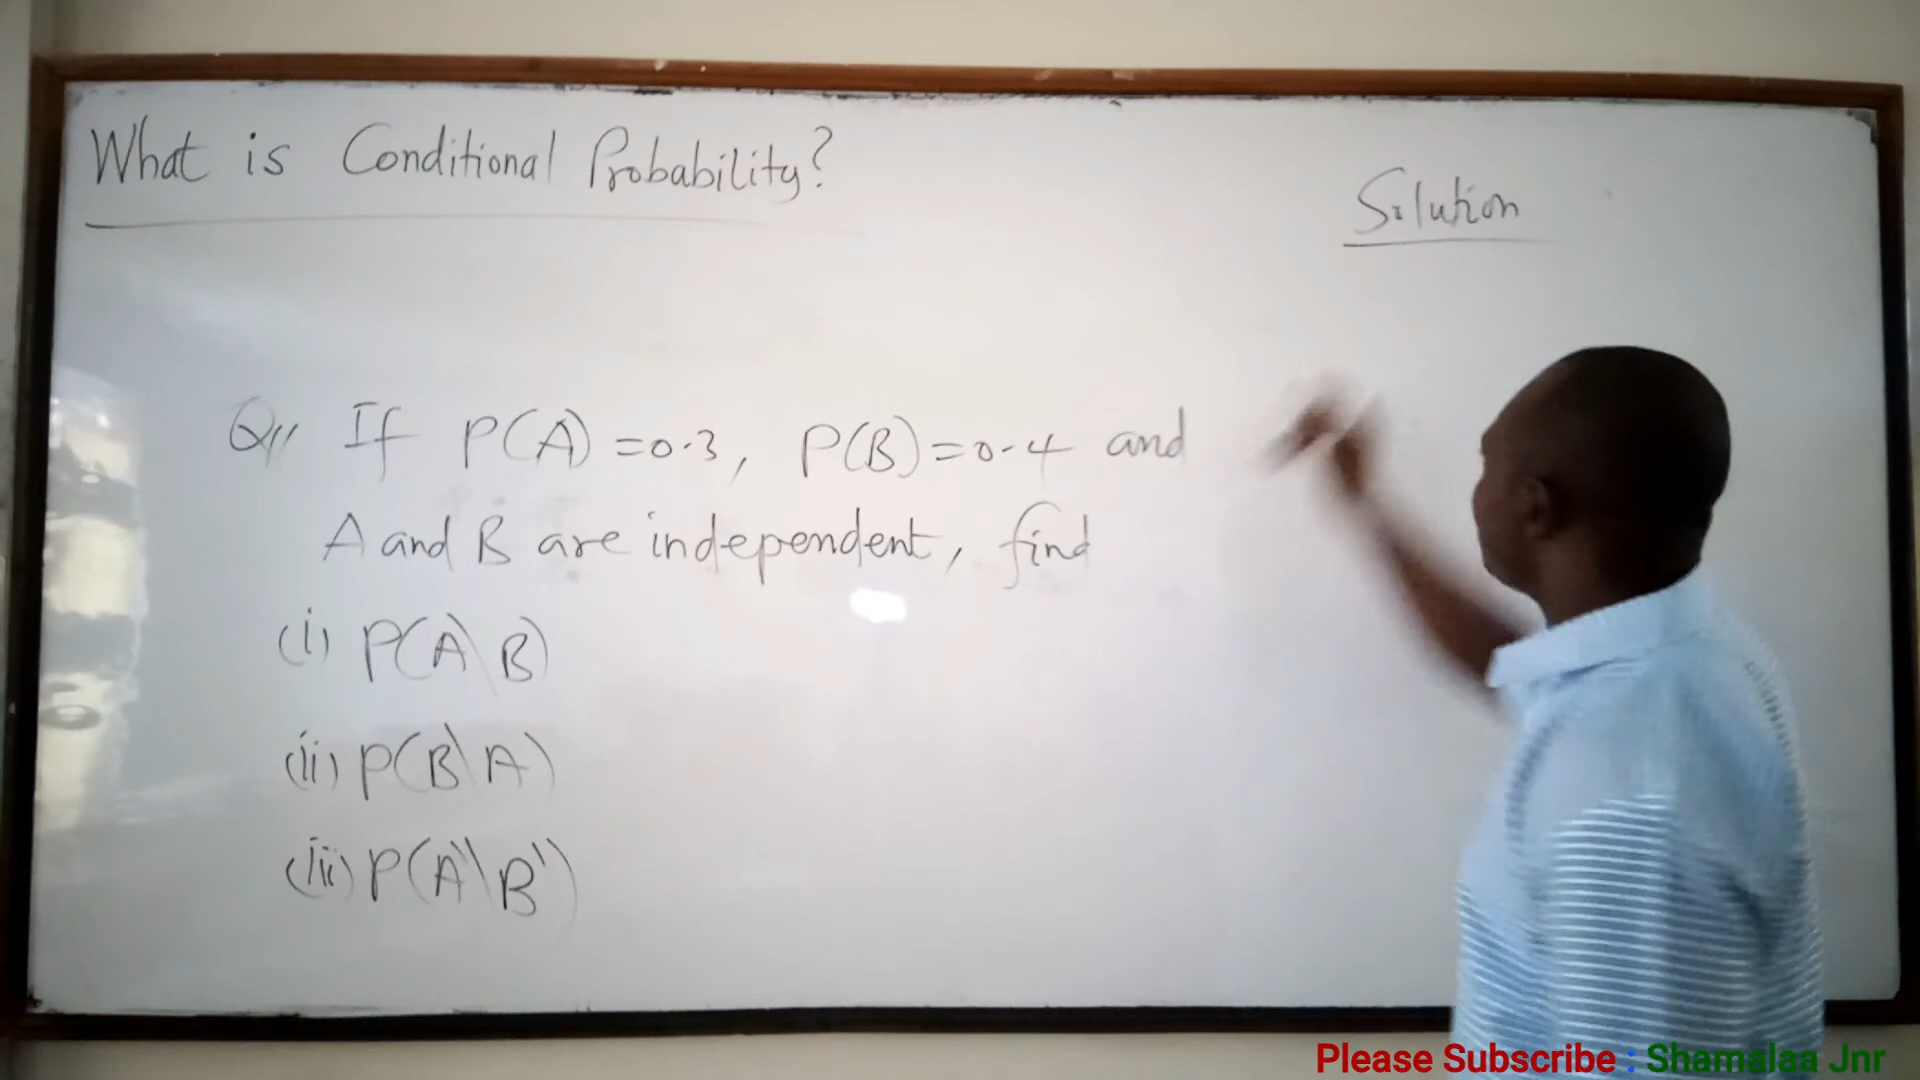 What is Conditional Probability?
Solution
Q// If P(A) = 0.3, P(B) = 0.4 and
A and B are independent, find
(i) P(A\B)
(ii) P(B\A)
(iii) P(A'\B')
Please Subscribe : Shamalaa Jnr